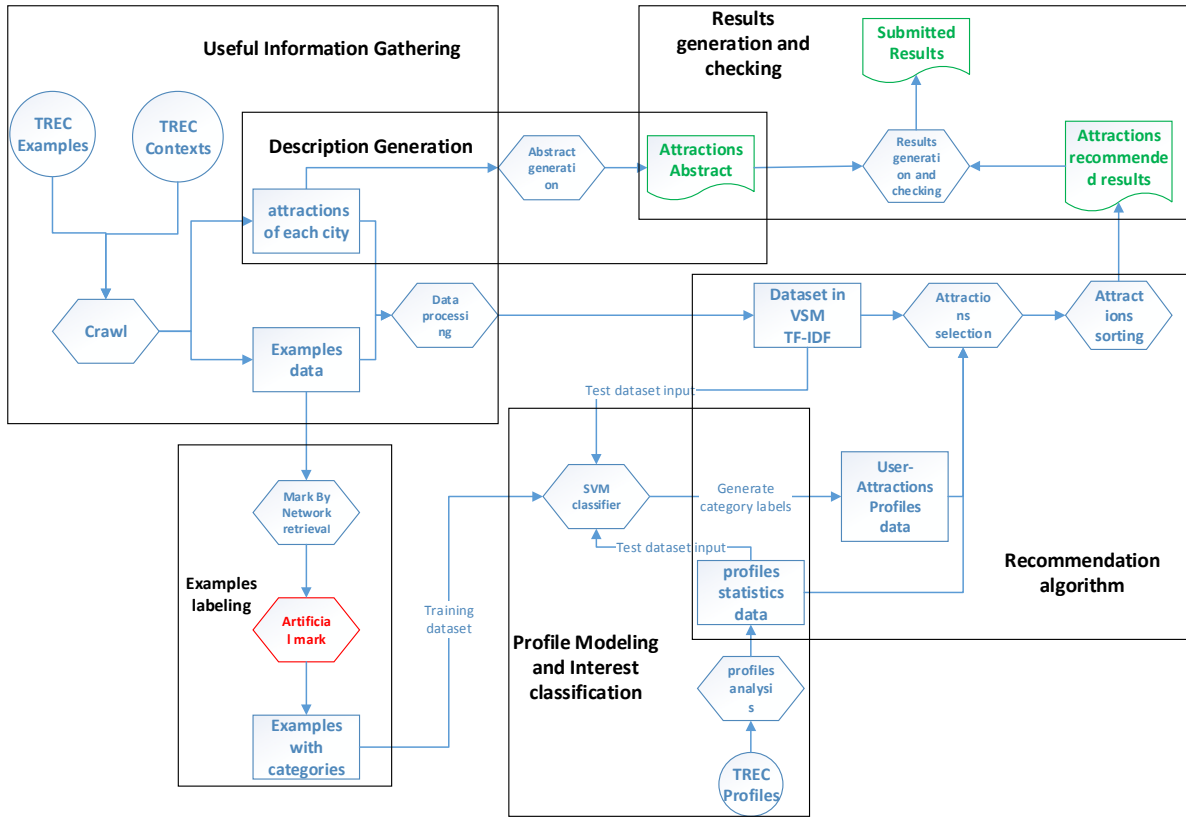 Useful Information Gathering
Results
generation and
checking
Submitted
Results
TREC
Examples
TREC
Contexts
Description Generation
Abstract
generati
on
Attractions
Abstract
Results
generati
on and
checking
Attractions
recommende
d results
attractions
of each city
Crawl
Data
processi
ng
Dataset in
VSM
TF-IDF
Attractio
ns
selection
Attract
ions
sorting
Examples
data
Test dataset input
Mark By
Network
retrieval
SVM
classifier
Generate
category labels
User-
Attractions
Profiles
data
Test dataset input
Recommendation
algorithm
Examples
labeling
Artificia
l mark
Training
dataset
profiles
statistics
data
Profile Modeling
and Interest
classification
profiles
analysi
s
Examples
with
categories
TREC
Profiles